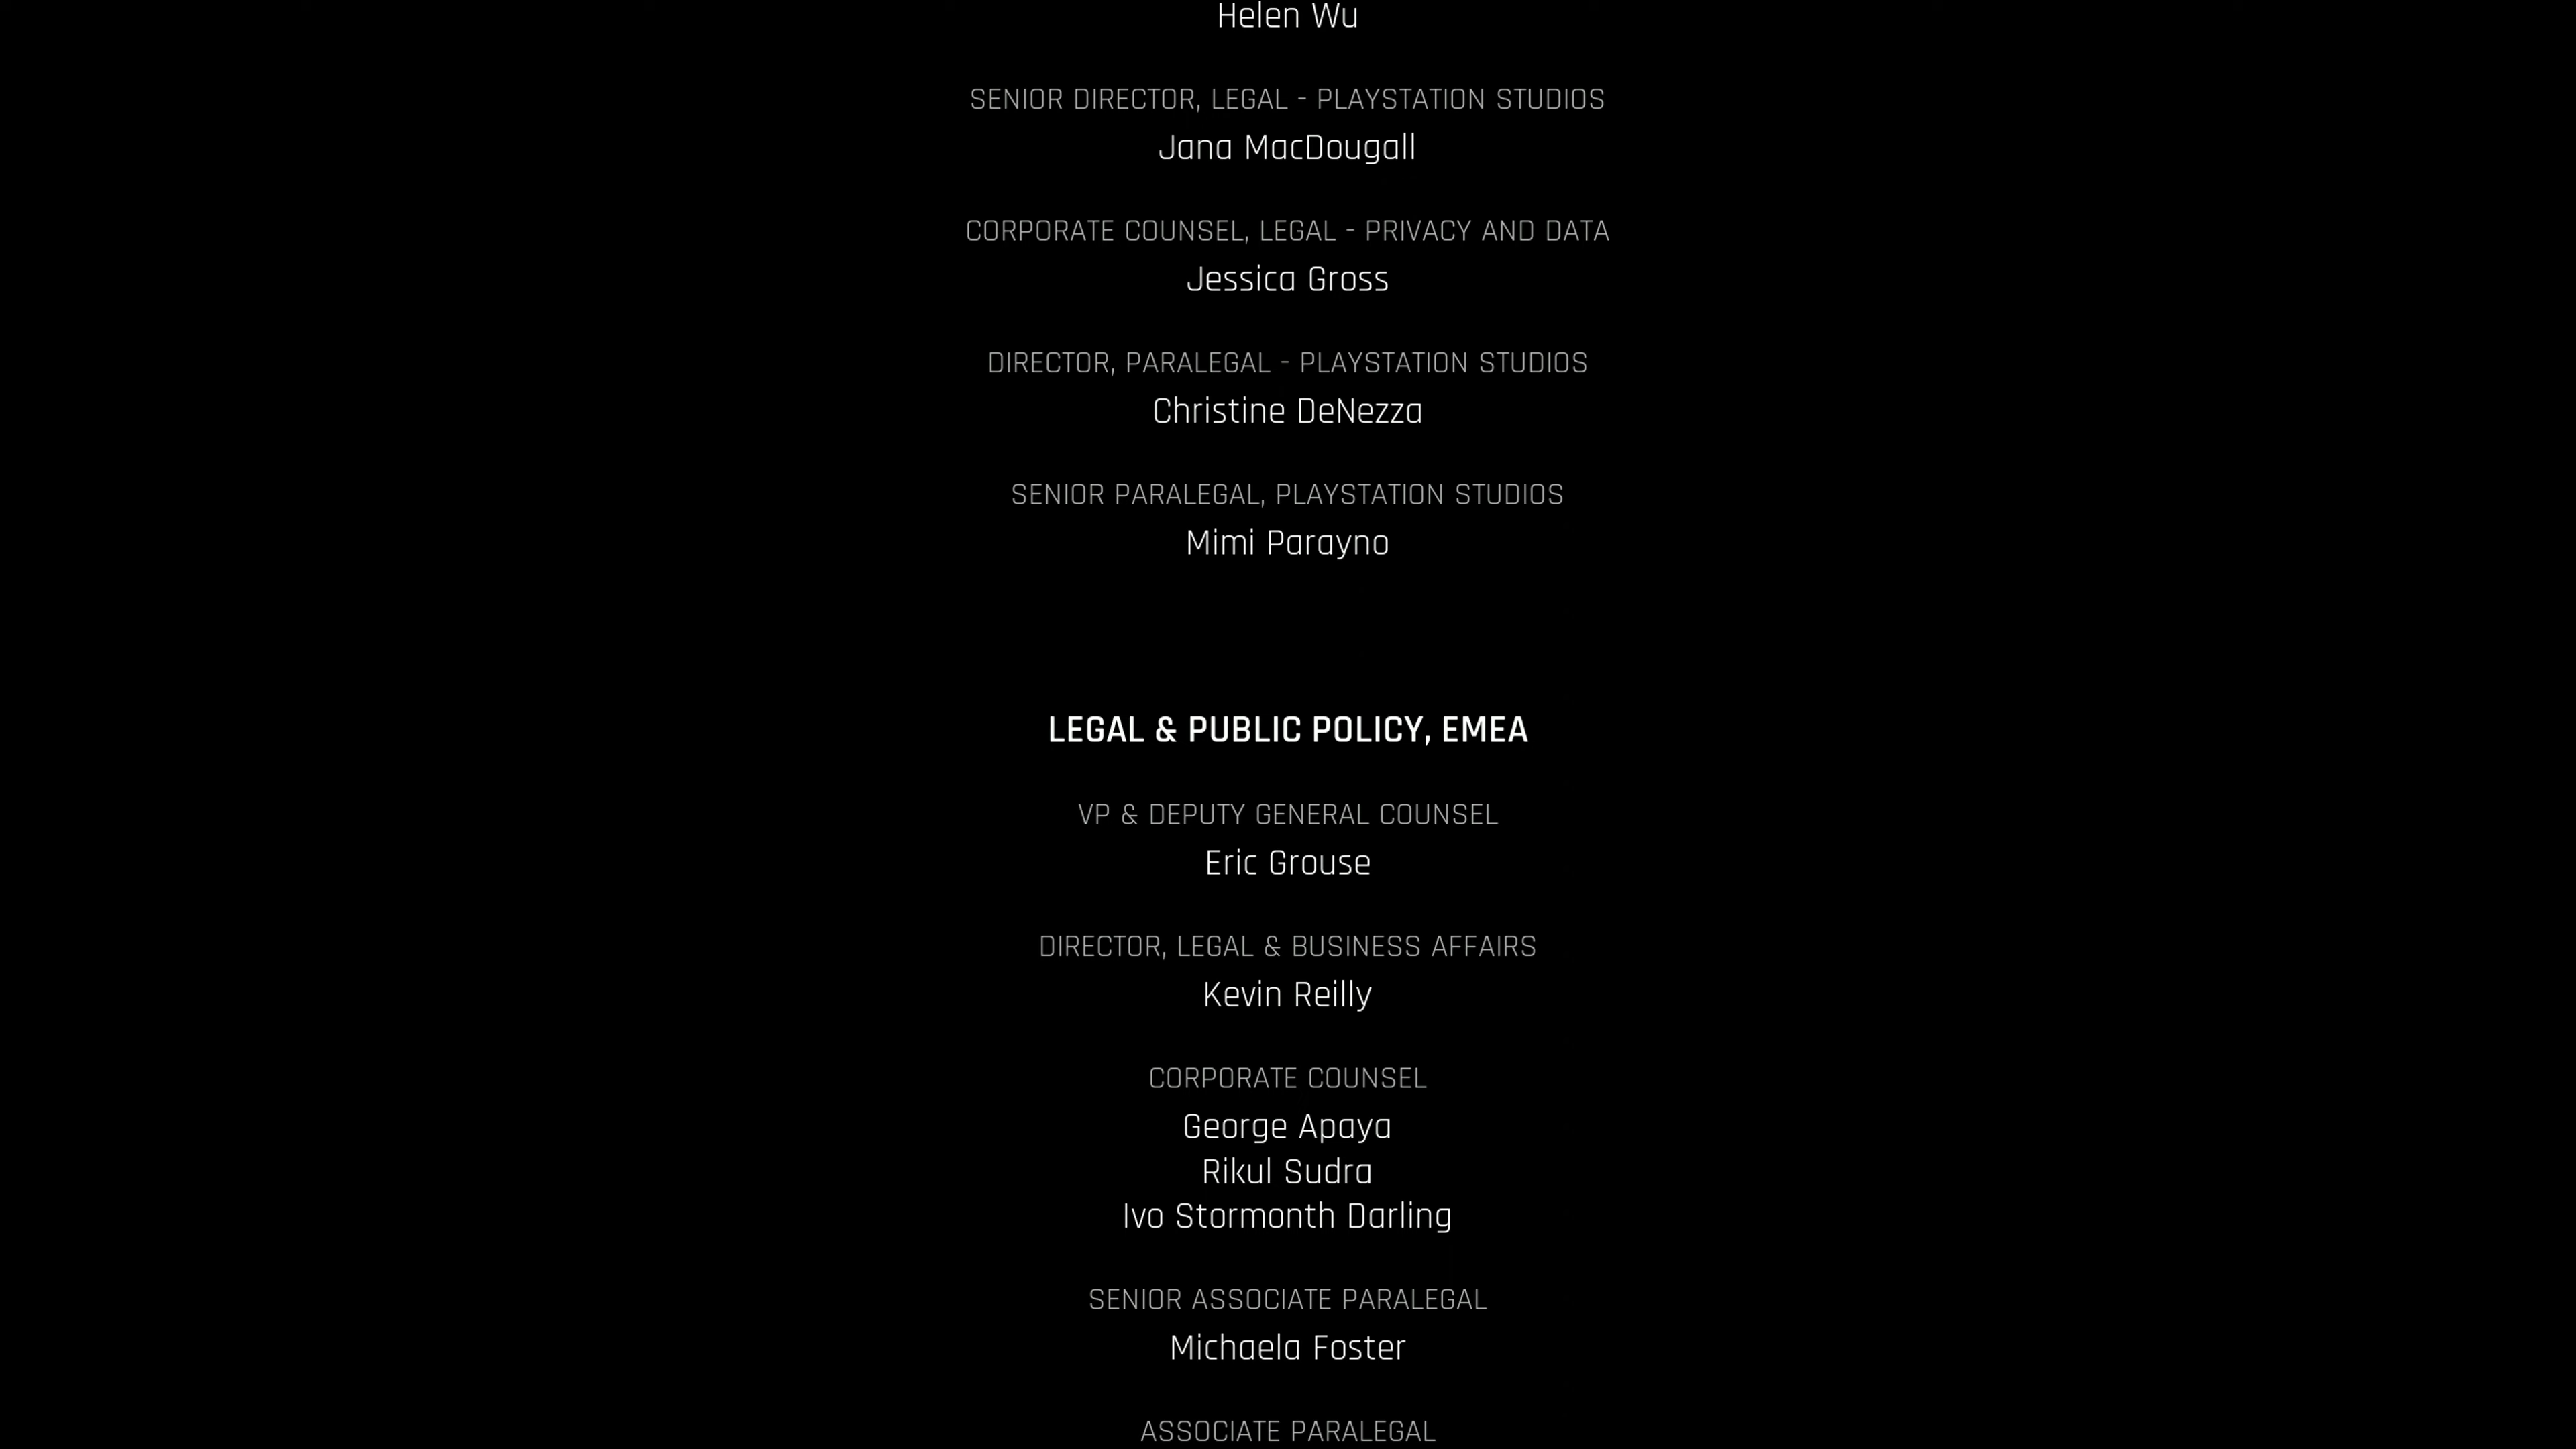 Helen Wu
SENIOR DIRECTOR, LEGAL - PLAYSTATION STUDIOS
Jana MacDougall
CORPORATE COUNSEL, LEGAL - PRIVACY AND DATA
Jessica Gross
DIRECTOR, PARALEGAL - PLAYSTATION STUDIOS
Christine DeNezza
SENIOR PARALEGAL, PLAYSTATION STUDIOS
Mimi Parayno
LEGAL & PUBLIC POLICY, EMEA
VP & DEPUTY GENERAL COUNSEL
Eric Grouse
DIRECTOR, LEGAL & BUSINESS AFFAIRS
Kevin Reilly
CORPORATE COUNSEL
George Apaya
Rikul Sudra
Ivo Stormonth Darling
SENIOR ASSOCIATE PARALEGAL
Michaela Foster
ASSOCIATE PARALEGAL